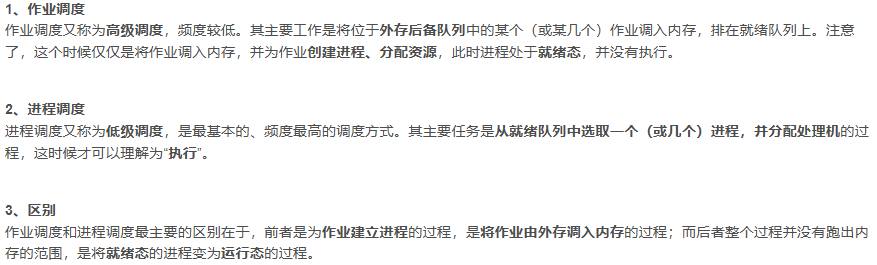 1、作业调度
作业调度又称为高级调度，频度较低。其主要工作是将位于外存后备队列中的某个（或某几个）作业调入内存，排在就绪队列上。注意
了，这个时候仅仅是将作业调入内存，并为作业创建进程、分配资源，此时进程处于就绪态，并没有执行。
2、进程调度
进程调度又称为低级调度，是最基本的、频度最高的调度方式。其主要任务是从就绪队列中选取一个（或几个）进程，并分配处理机的过
程，这时候才可以理解为“执行”。
3、区别
作业调度和进程调度最主要的区别在于，前者是为作业建立进程的过程，是将作业由外存调入内存的过程；而后者整个过程并没有跑出内
存的范围，是将就绪态的进程变为运行态的过程。